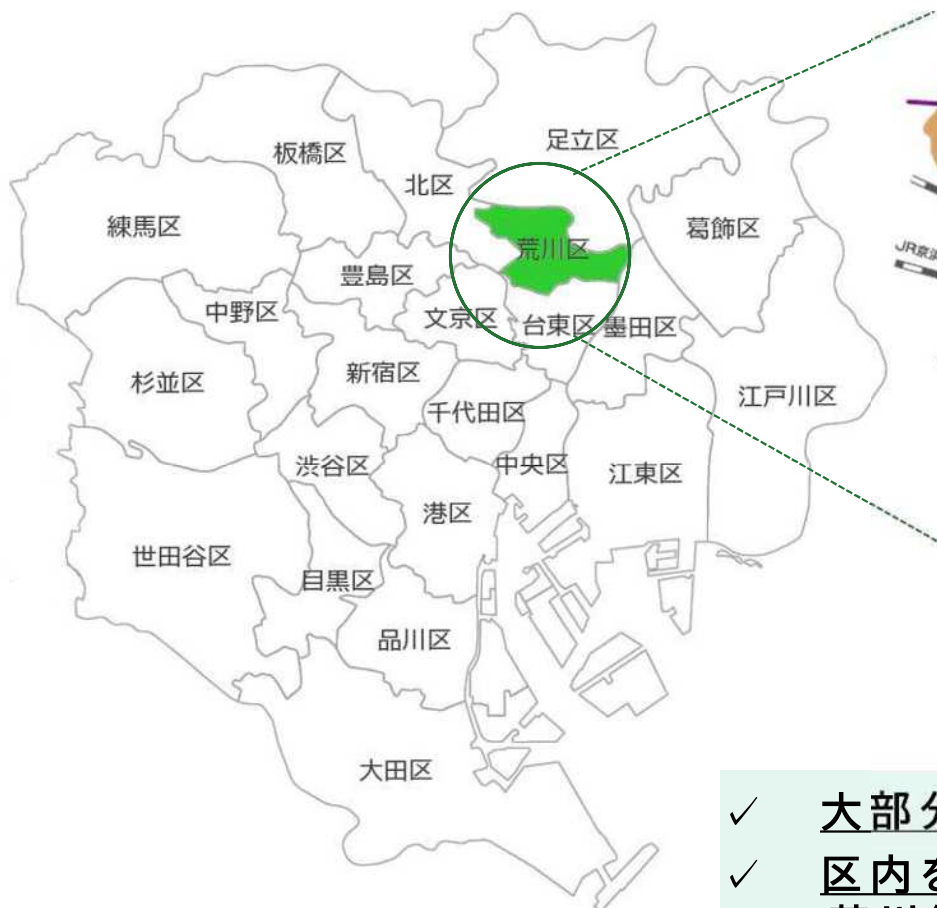 足立区
板橋区
北区
練馬区
葛飾区
荒川区
豊島区
中野区
文京区
台東区
墨田区
新宿区
杉並区
江戸川区
千代田区
渋谷区
中央区
江東区
港区
世田谷区
目黒区
品川区
大田区
✓ 大部分
✓ 区内を